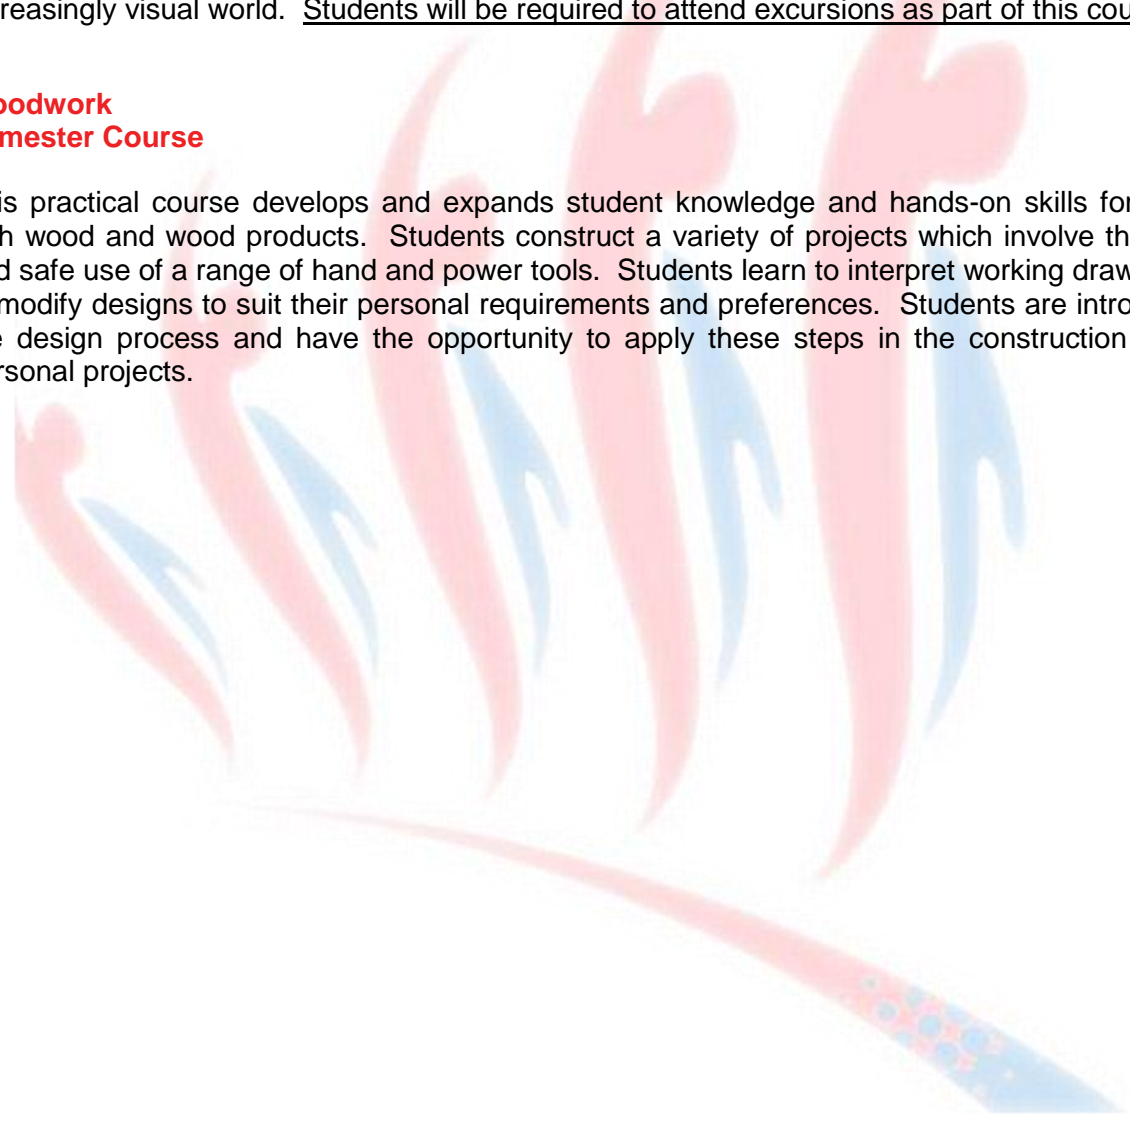 reasingly visual world. Students will be required to attend excursions as part of this cou
oodwork
mester Course
is practical course develops and expands student knowledge and hands-on skills for
h wood and wood products. Students construct a variety of projects which involve th
d safe use of a range of hand and power tools. Students learn to interpret working draw
modify designs to suit their personal requirements and preferences. Students are intro
e design process and have the opportunity to apply these steps in the construction
rsonal projects.